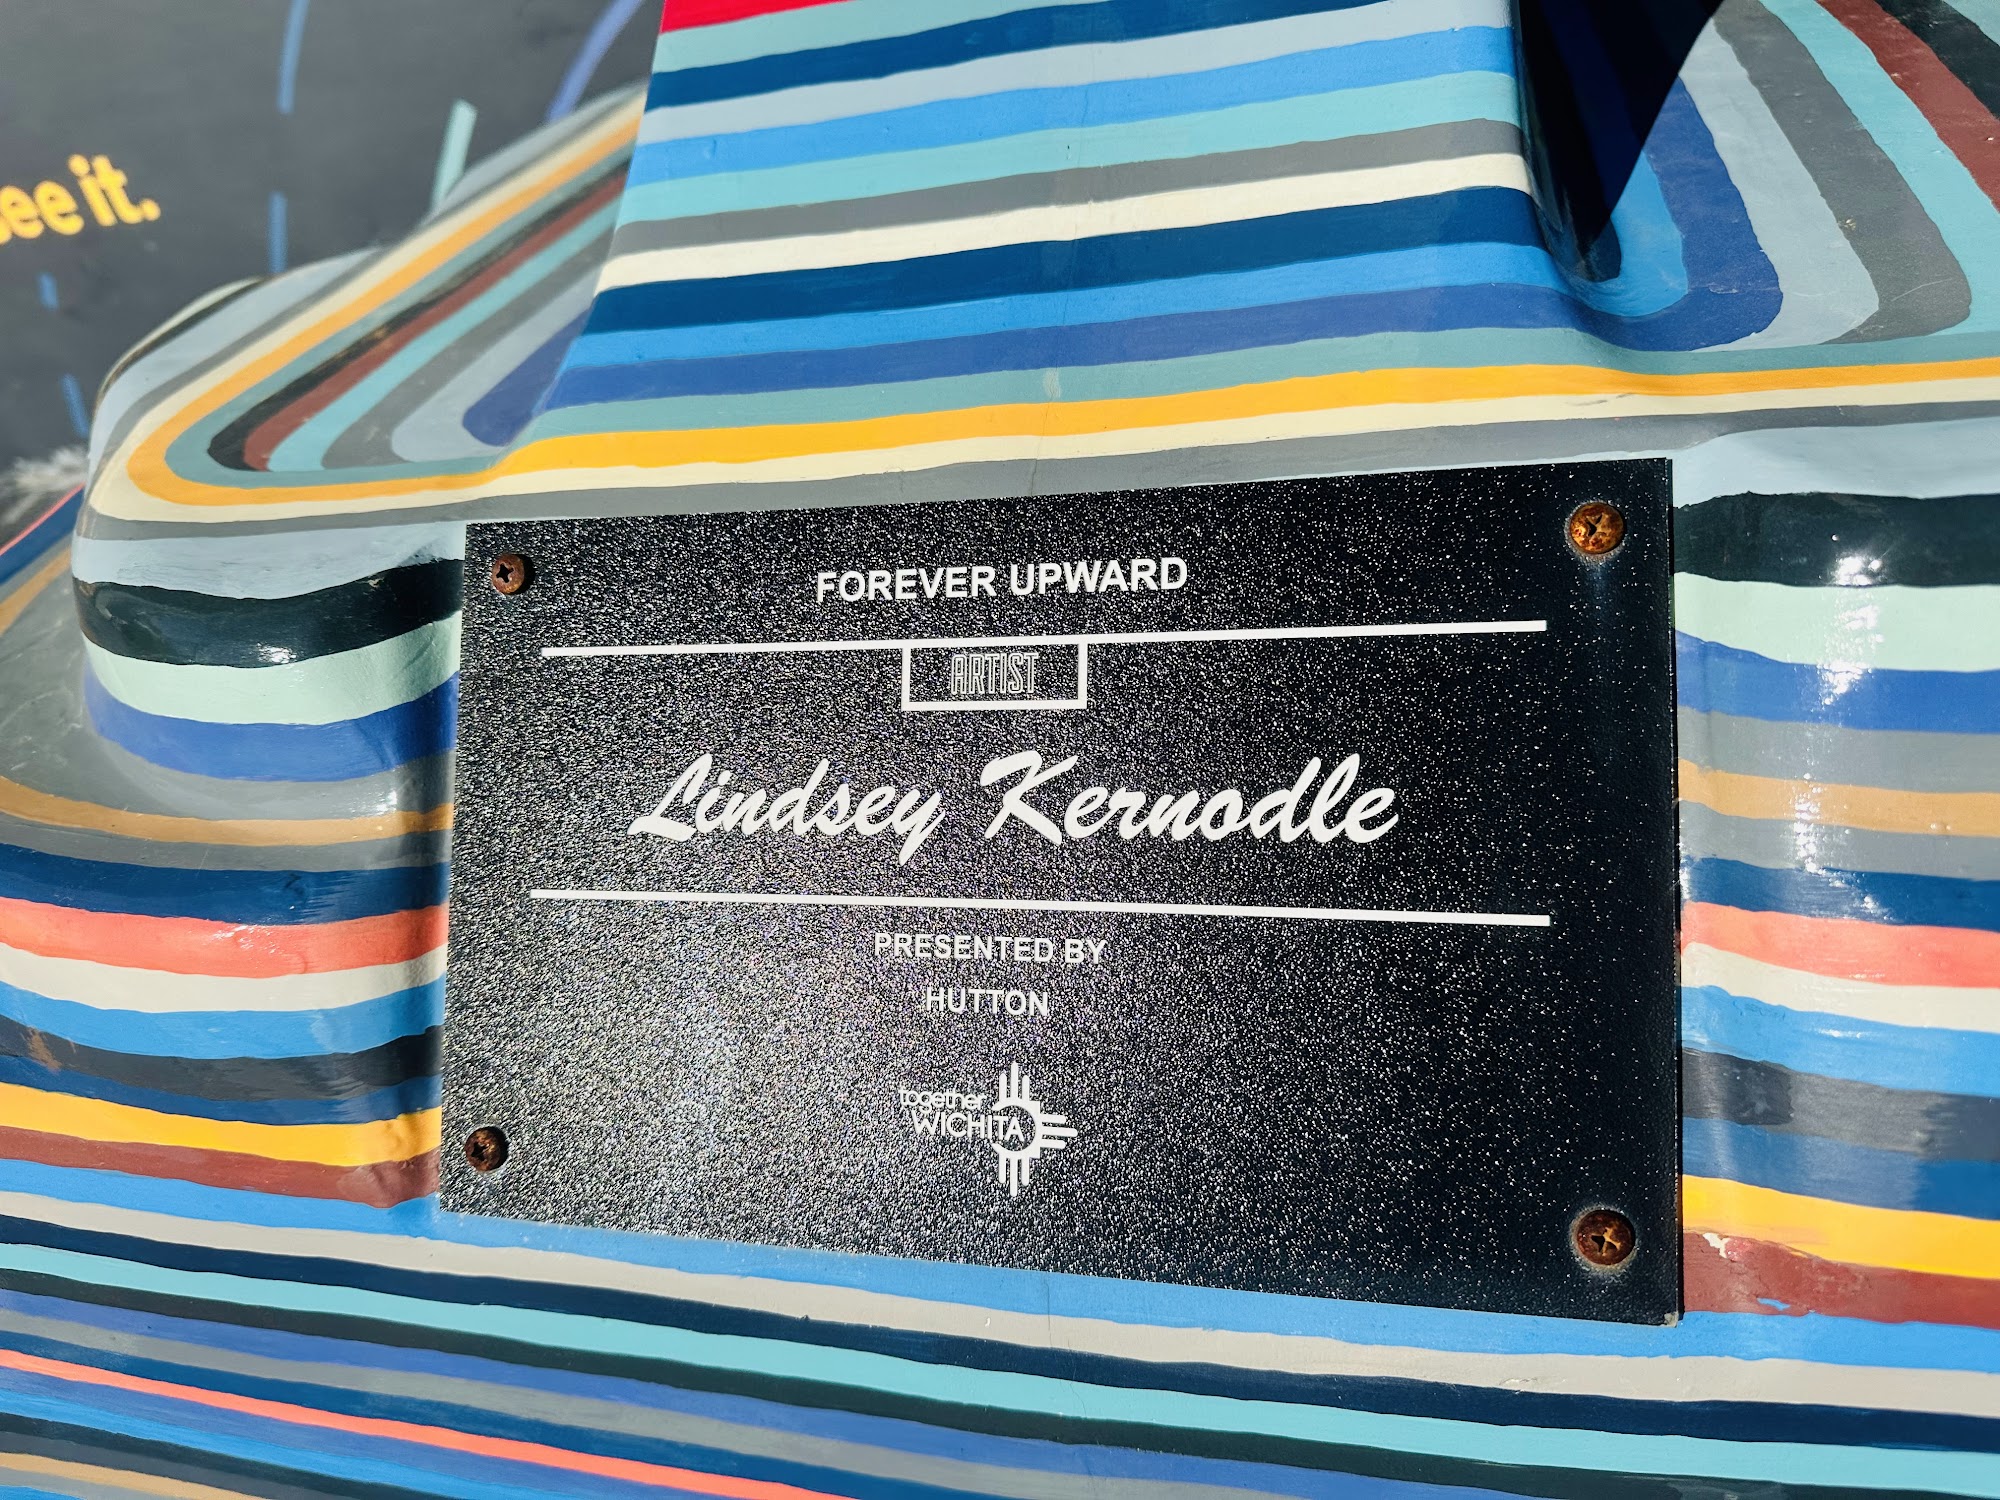 see it.
FOREVER UPWARD
ARTIST
Lindsey Kernodle
PRESENTED BY
HUTTON
together
WICHITA